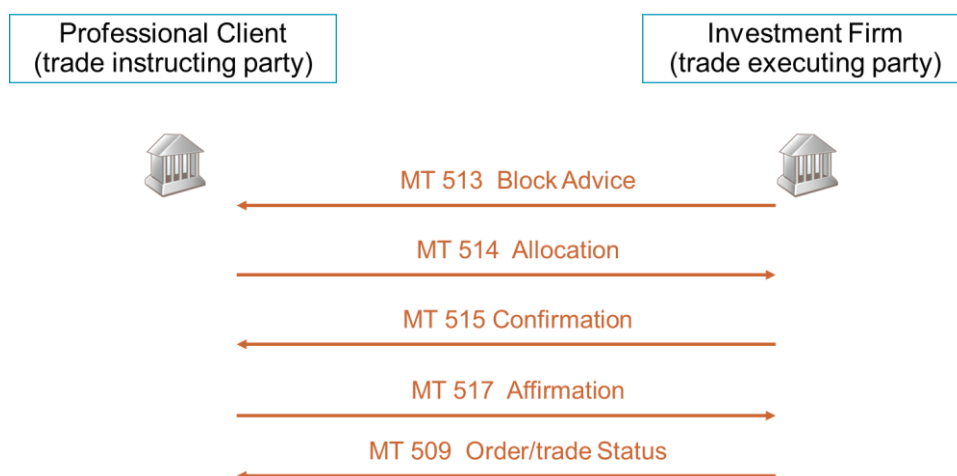 Professional Client
(trade instructing party)
Investment Firm
(trade executing party)
MT 513 Block Advice
MT 514 Allocation
MT 515 Confirmation
MT 517 Affirmation
MT 509 Order/trade Status